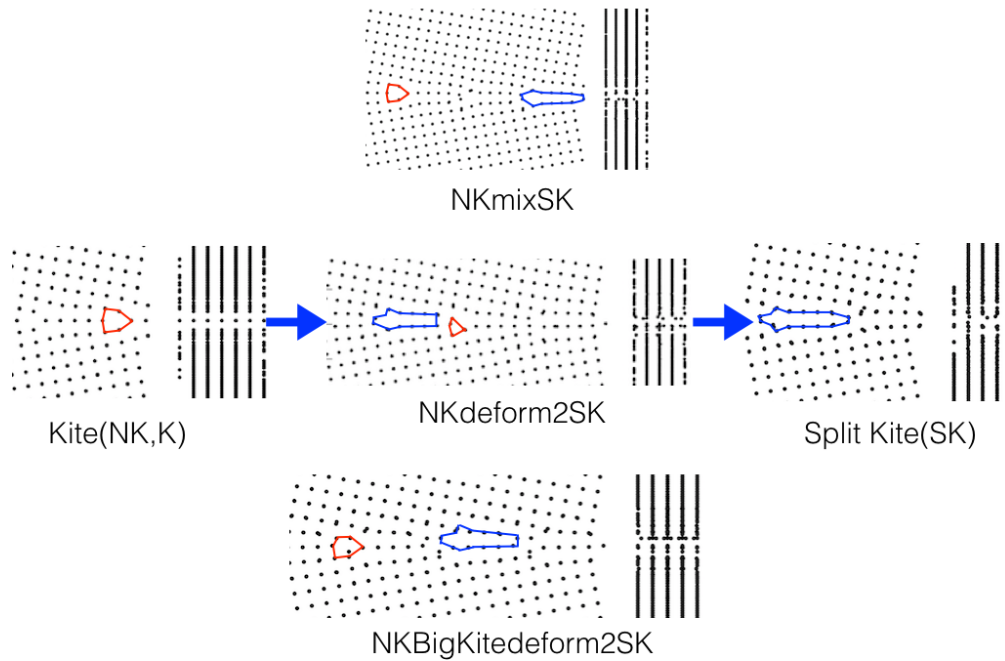 NKmixSK
Kite(NK,K)
NKdeform2SK
Split Kite(SK)
NKBigKitedeform2SK